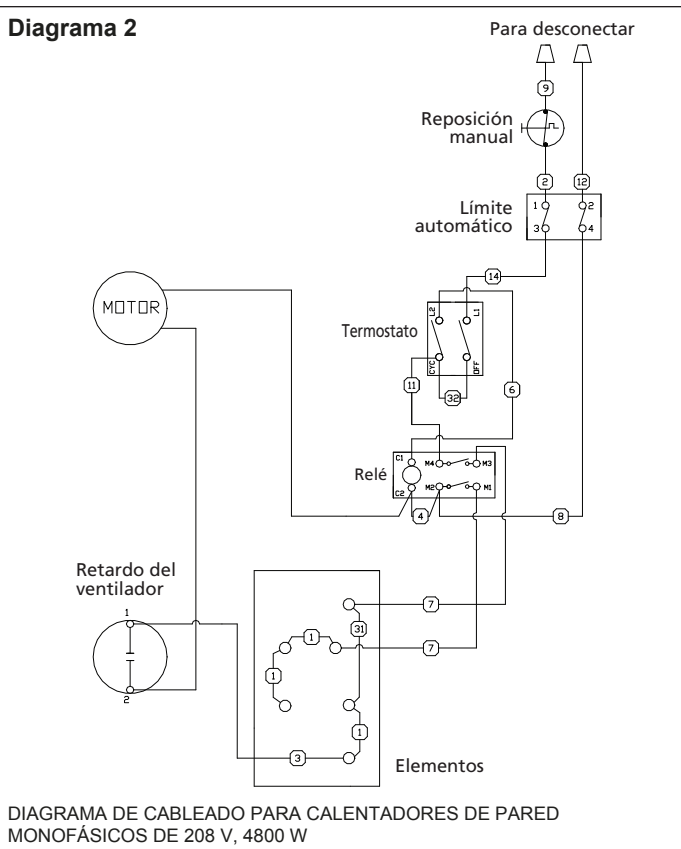 Diagrama 2
Para desconectar
9
Reposición
manual
2
12
Límite
automático
1
2
3
4
14
MOTOR
L2
L1
Termostato
CYC
OFF
11
32
6
C1
M4
M3
Relé
C2
M2
M1
4
8
Retardo del
ventilador
1
2
7
31
1
7
1
1
3
Elementos
DIAGRAMA DE CABLEADO PARA CALENTADORES DE PARED
MONOFÁSICOS DE 208 V, 4800 W